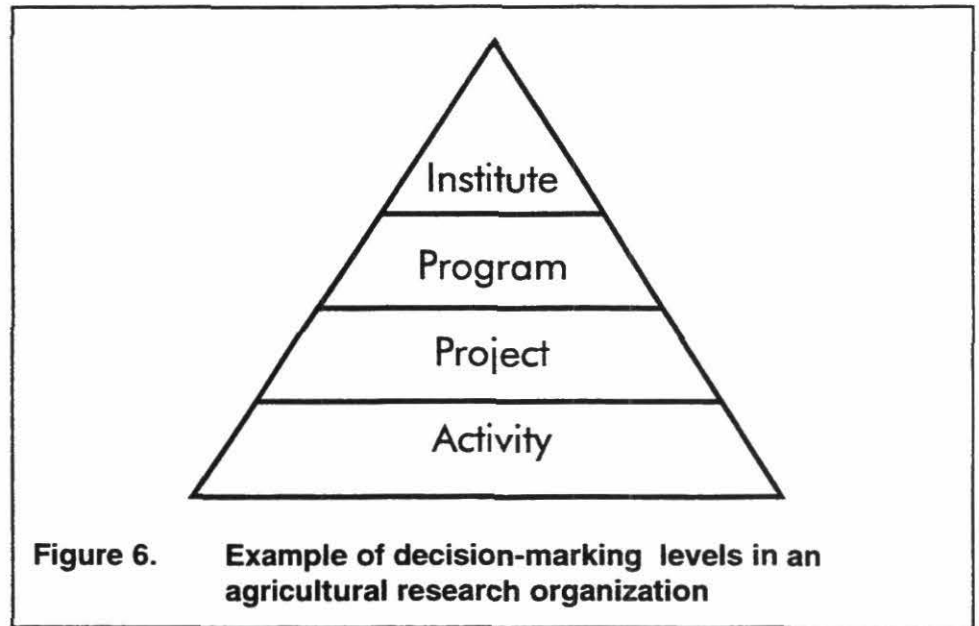 Institute
Program
Project
Activity
Figure 6. Example of decision-marking levels in an
agricultural research organization